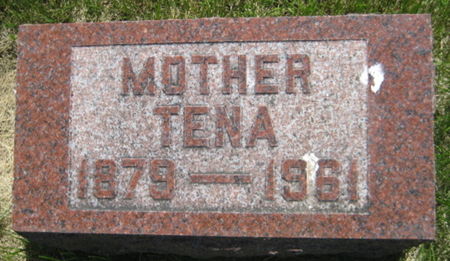 MOTHER
TENA
1879 — 1961